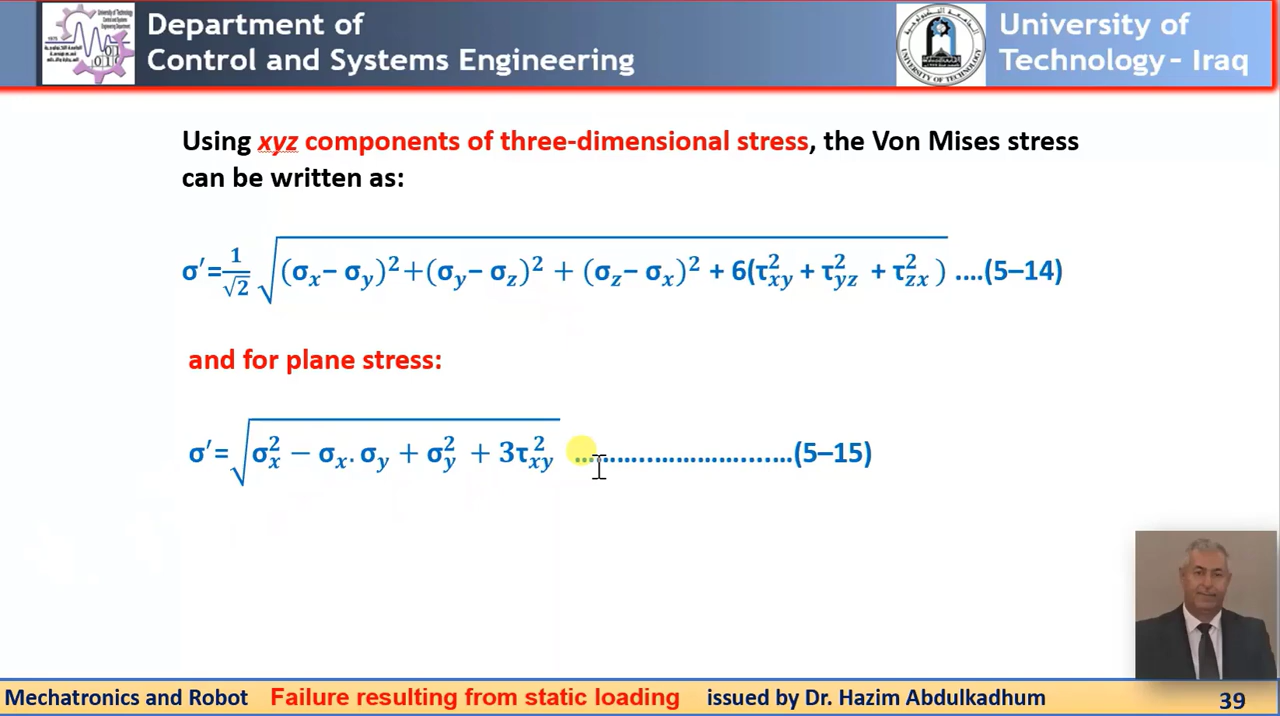 Department of
Control and Systems Engineering
University of
Technology - Iraq
UNIVERSITY OF TECHNOLOGY
Using xyz components of three-dimensional stress, the Von Mises stress
can be written as:
σ′=1/√2 √((σx− σy)²+(σy− σz)² + (σz− σx)² + 6(τ²xy + τ²yz + τ²zx ) ....(5–14)
and for plane stress:
σ′=√(σ²x − σx. σy + σ²y + 3τ²xy) ..............................(5–15)
Mechatronics and Robot Failure resulting from static loading issued by Dr. Hazim Abdulkadhum 39